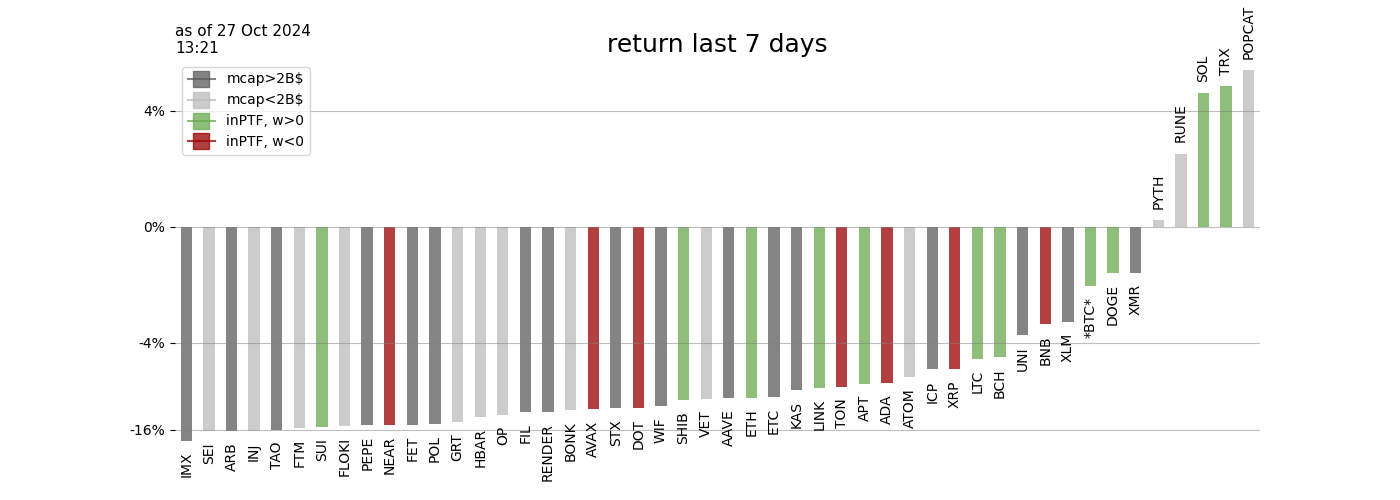 as of 27 Oct 2024
13:21
return last 7 days
mcap>2B$
mcap<2B$
inPTF, w>0
inPTF, w<0
4%
0%
-4%
-16%
IMX
SEI
ARB
INJ
TAO
FTM
SUI
FLOKI
PEPE
NEAR
FET
POL
GRT
HBAR
OP
FIL
RENDER
BONK
AVAX
STX
DOT
WIF
SHIB
VET
AAVE
ETH
ETC
KAS
LINK
TON
APT
ADA
ATOM
ICP
XRP
LTC
BCH
UNI
BNB
XLM
*BTC*
DOGE
XMR
PYTH
RUNE
SOL
TRX
POPCAT